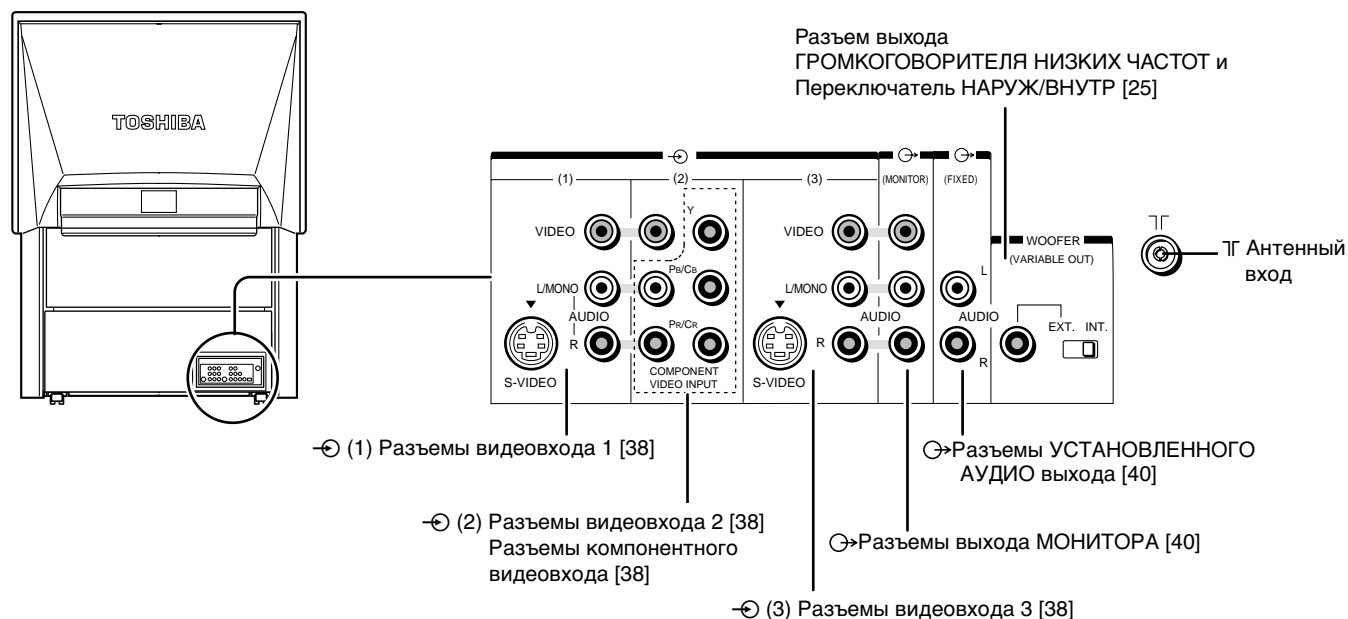 TOSHIBA
Разъем выхода
ГРОМКОГОВОРИТЕЛЯ НИЗКИХ ЧАСТОТ и
Переключатель НАРУЖ/ВНУТР [25]
(1)
(2)
(3)
(MONITOR)
(FIXED)
VIDEO
Y
VIDEO
WOOFER
(VARIABLE OUT)
Антенный
вход
L/MONO
PB/CB
L/MONO
L
AUDIO
AUDIO
AUDIO
EXT. INT.
R
PR/CR
R
R
S-VIDEO
COMPONENT
VIDEO INPUT
S-VIDEO
(1) Разъемы видеовхода 1 [38]
Разъемы УСТАНОВЛЕННОГО
АУДИО выхода [40]
(2) Разъемы видеовхода 2 [38]
Разъемы компонентного
видеовхода [38]
Разъемы выхода МОНИТОРА [40]
(3) Разъемы видеовхода 3 [38]